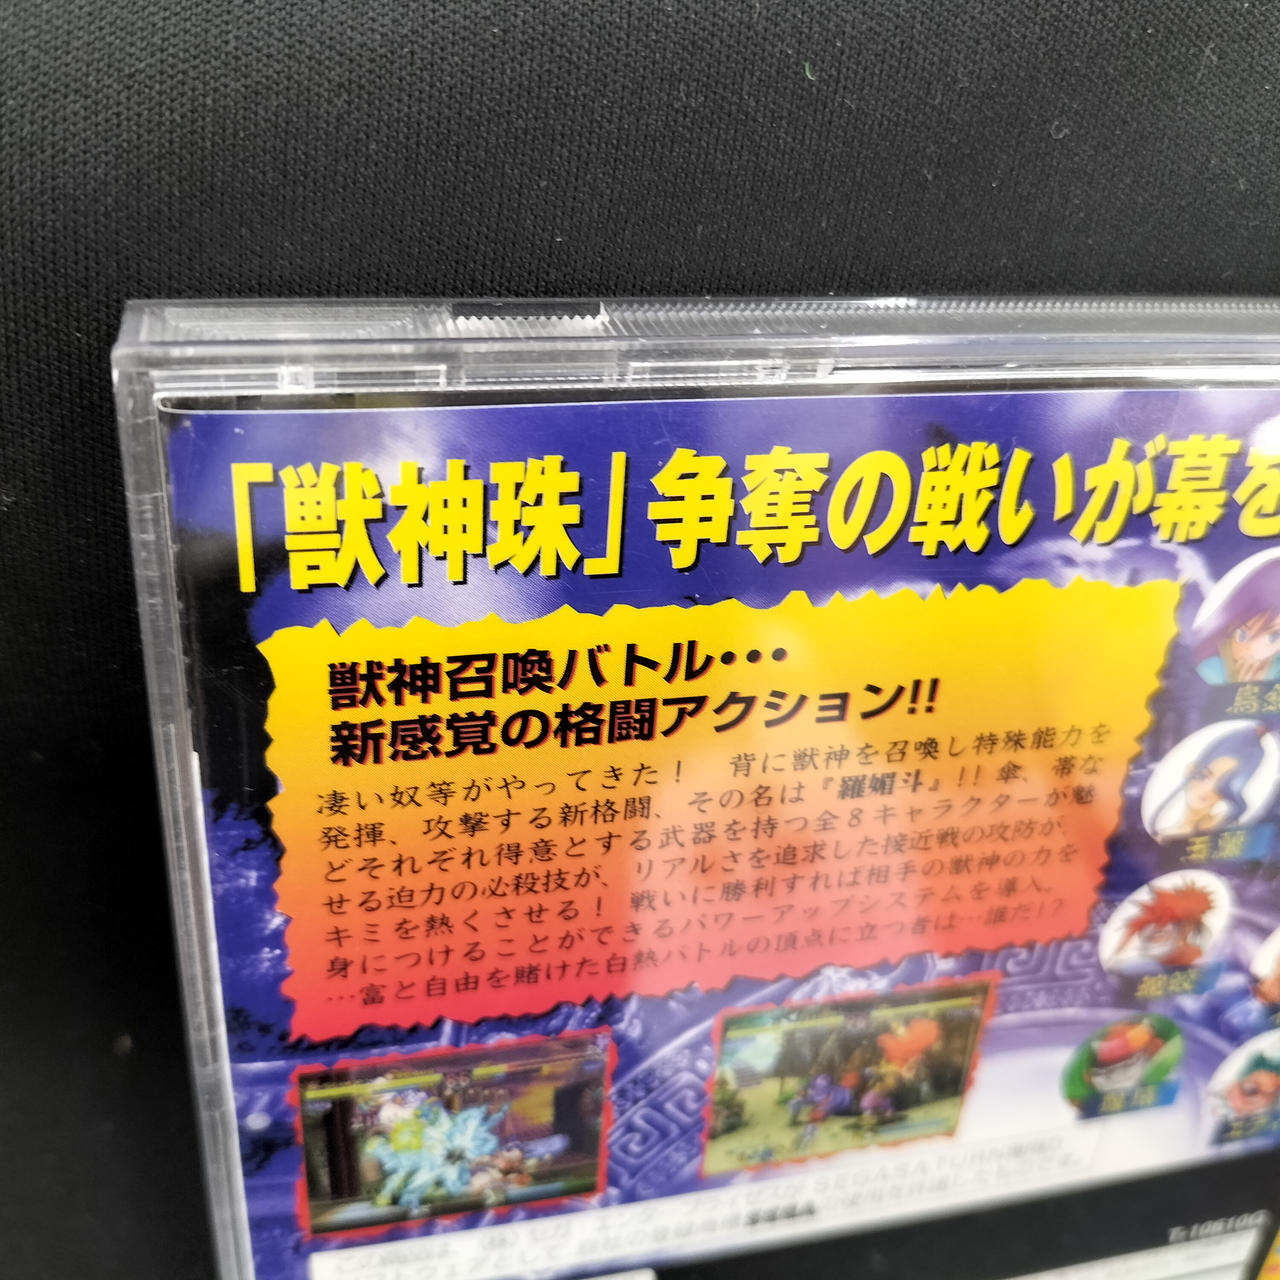 「獣神珠」争奪の戦いが幕を
獣神召喚バトル・・・
新感覚の格闘アクション!!
凄い奴等がやってきた！　背に獣神を召喚し特殊能力を
発揮、攻撃する新格闘、その名は『羅媚斗』!! 傘、帯な
どそれぞれ得意とする武器を持つ全8キャラクターが魅
せる迫力の必殺技が、リアルさを追求した接近戦の攻防が、
キミを熱くさせる！ 戦いに勝利すれば相手の獣神の力を
身につけることができるパワーアップシステムを導入。
…富と自由を賭けた白熱バトルの頂点に立つ者は…誰だ!?
玉蘭
SEGASATURN
SEGA
T-10610G